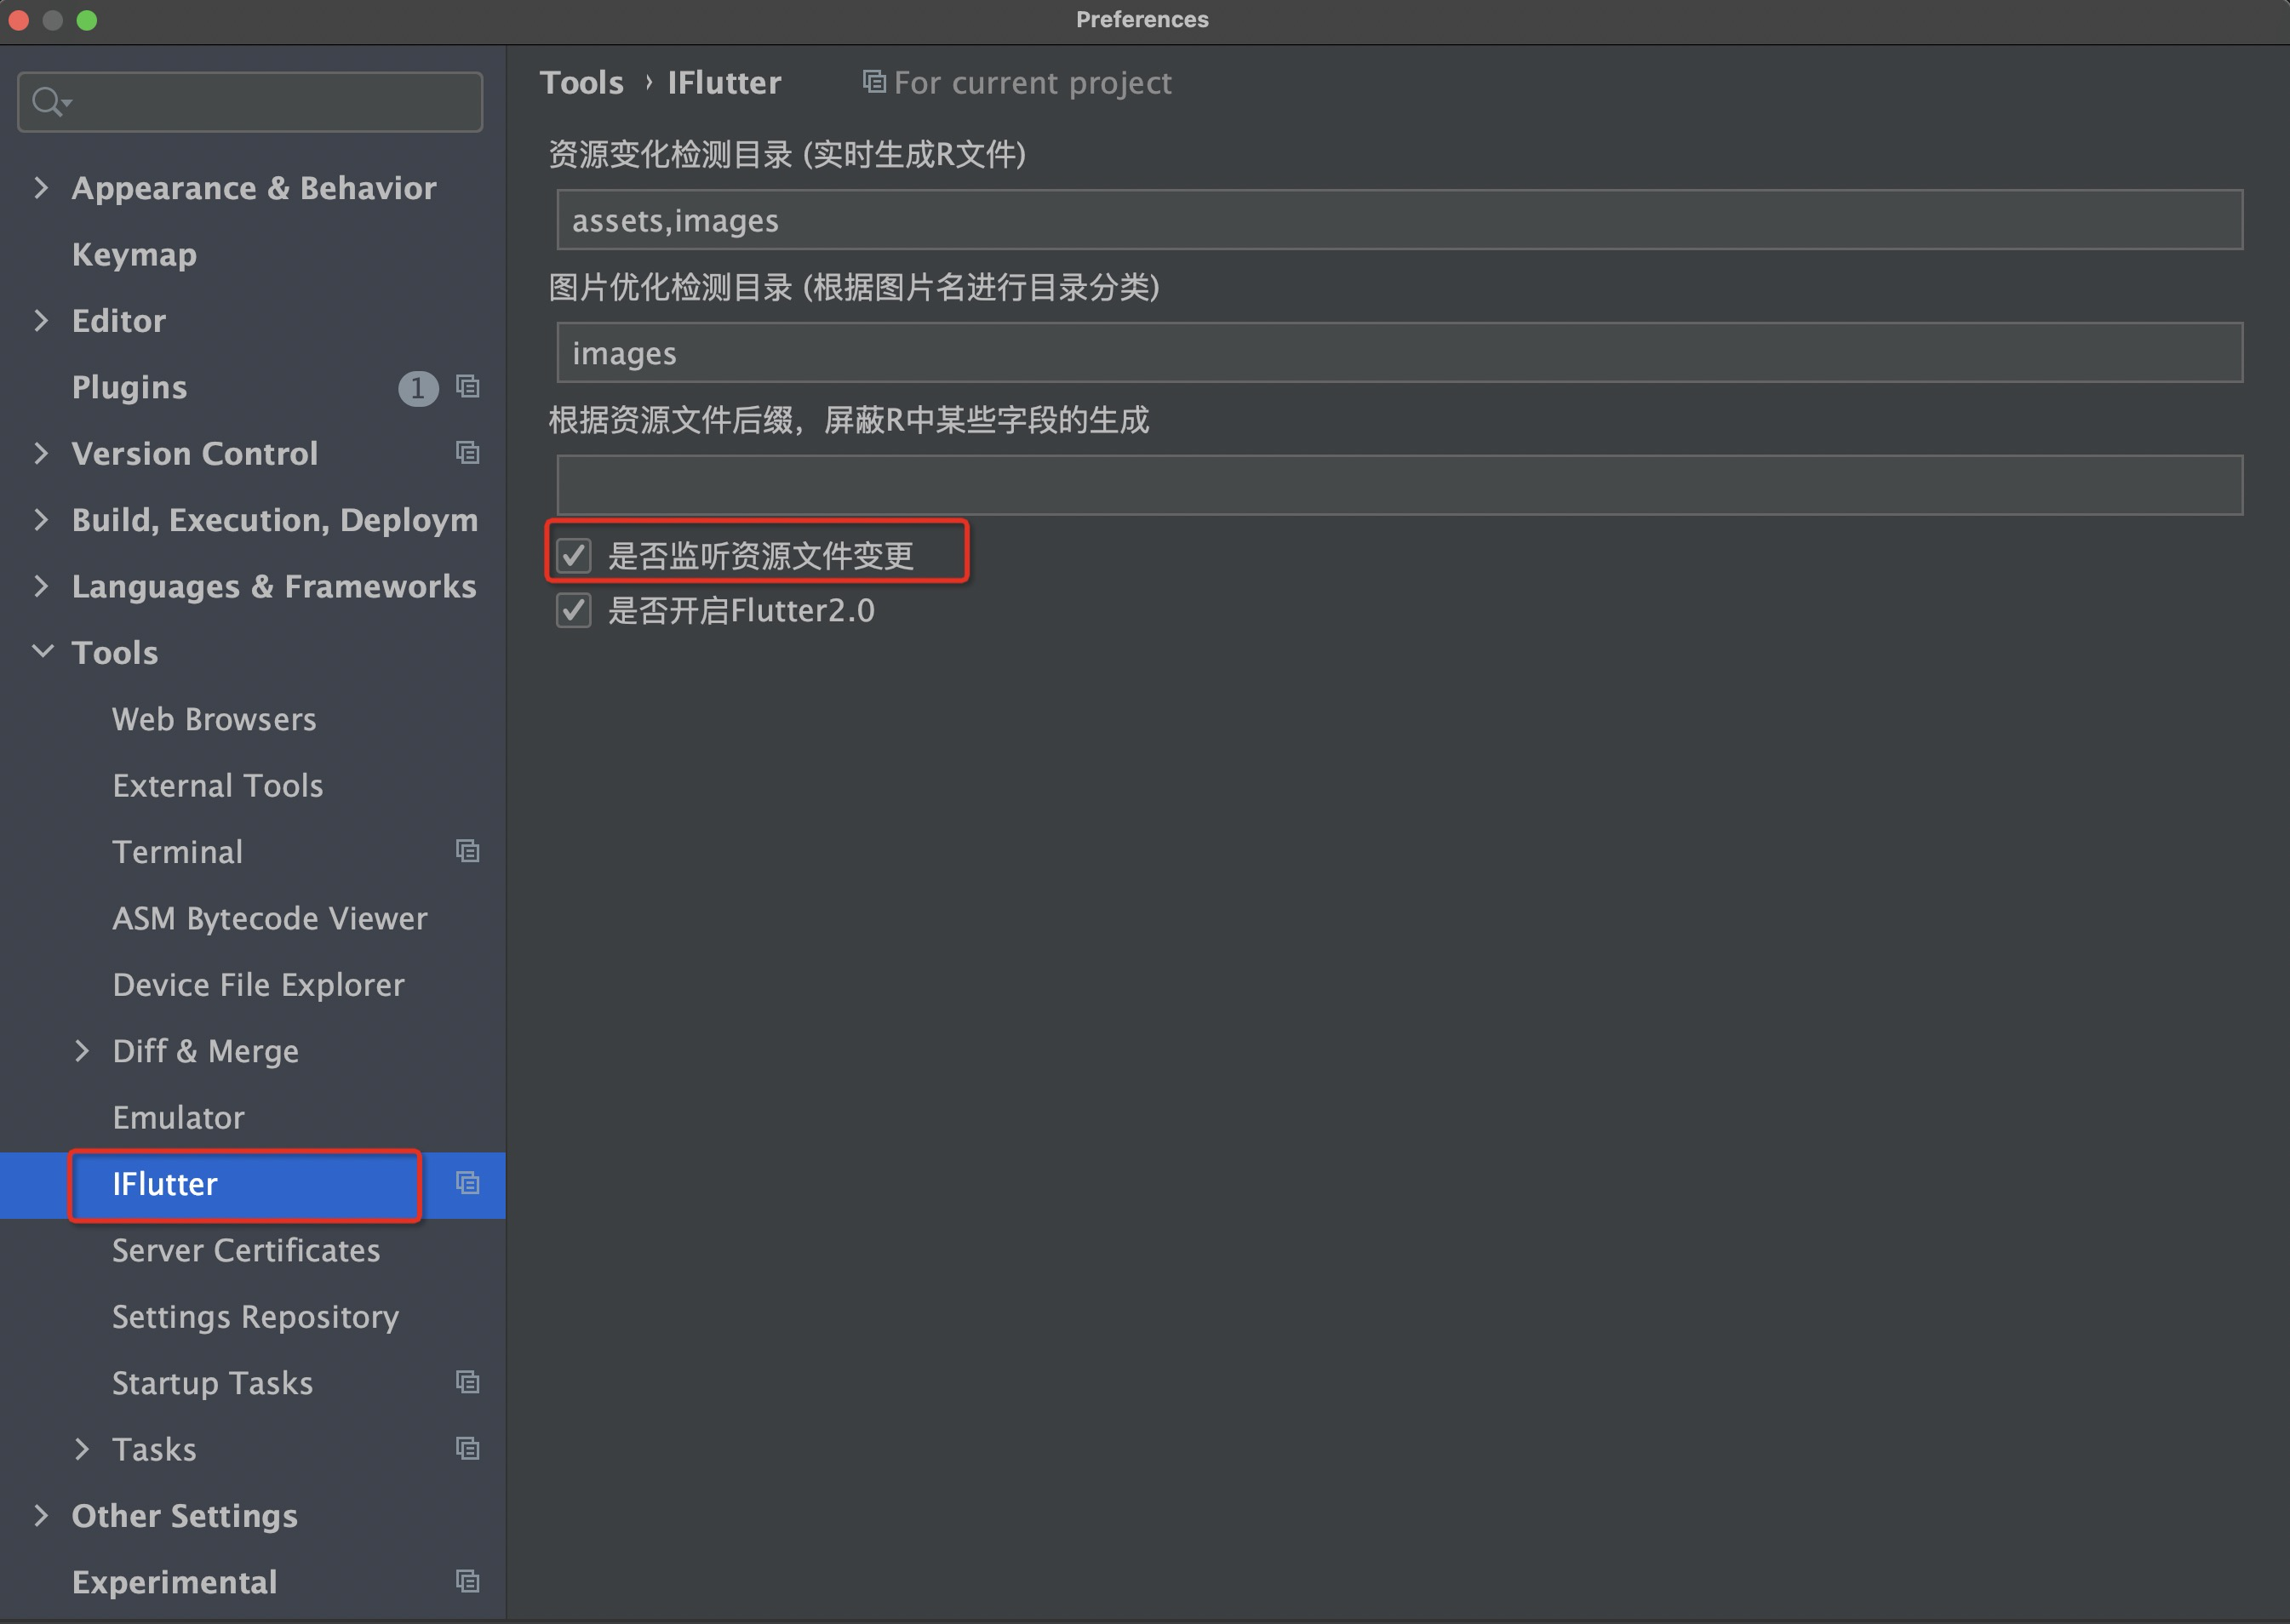 Preferences
Tools › IFlutter For current project
资源变化检测目录 (实时生成R文件)
assets,images
图片优化检测目录 (根据图片名进行目录分类)
images
根据资源文件后缀，屏蔽R中某些字段的生成
是否监听资源文件变更
是否开启Flutter2.0
Appearance & Behavior
Keymap
Editor
Plugins 1
Version Control
Build, Execution, Deploym
Languages & Frameworks
Tools
Web Browsers
External Tools
Terminal
ASM Bytecode Viewer
Device File Explorer
Diff & Merge
Emulator
IFlutter
Server Certificates
Settings Repository
Startup Tasks
Tasks
Other Settings
Experimental